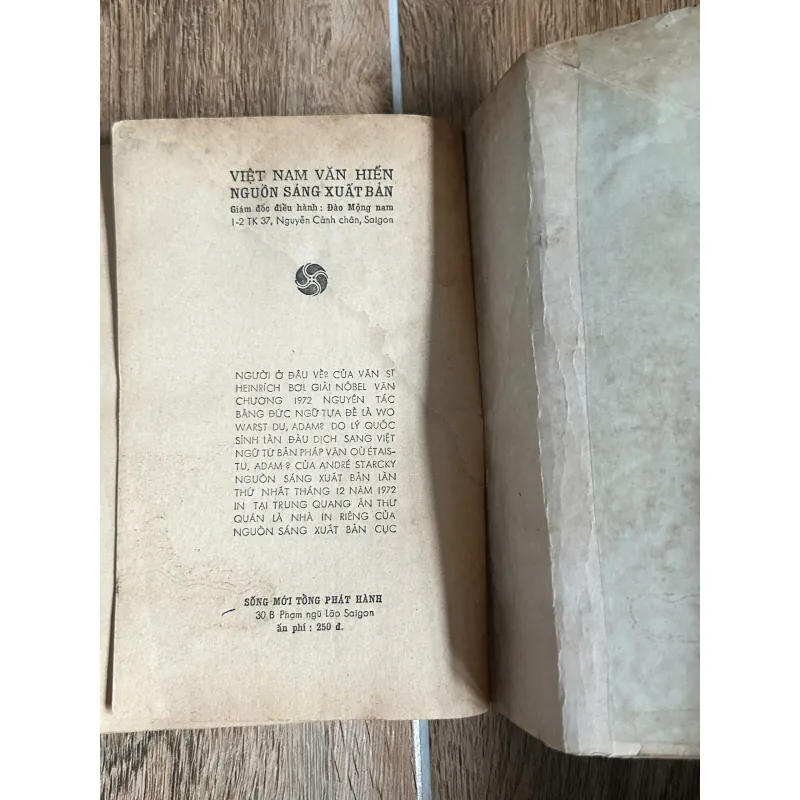 VIỆT NAM VĂN HIẾN
NGUỒN SÁNG XUẤT BẢN
Giám đốc điều hành : Đào Mộng nam
1-2 TK 37, Nguyễn Cảnh chân, Saigon
NGƯỜI Ở ĐÂU VỀ? CỦA VĂN SĨ
HEINRICH BƠL GIẢI NÔBEL VĂN
CHƯƠNG 1972 NGUYÊN TÁC
BẰNG ĐỨC NGỮ TỰA ĐỀ LÀ WO
WARST DU, ADAM? DO LÝ QUỐC
SỈNH LẦN ĐẦU DỊCH SANG VIỆT
NGỮ TỪ BẢN PHÁP VĂN OÙ ÉTAIS-
TU, ADAM ? CỦA ANDRÉ STARCKY
NGUỒN SÁNG XUẤT BẢN LẦN
THỨ NHẤT THÁNG 12 NĂM 1972
IN TẠI TRUNG QUANG ẤN THƯ
QUÁN LÀ NHÀ IN RIÊNG CỦA
NGUỒN SÁNG XUẤT BẢN CỤC
SỐNG MỚI TỔNG PHÁT HÀNH
30 B Phạm ngũ Lão Saigon
ấn phí : 250 đ.